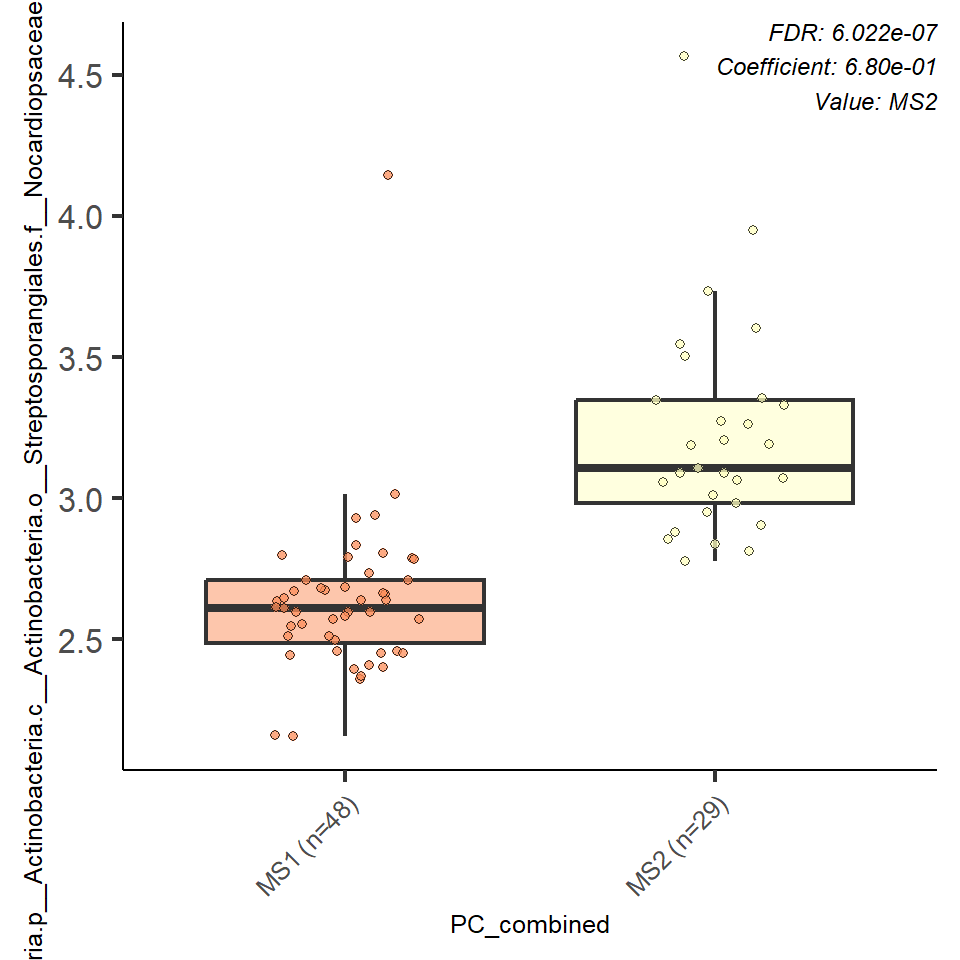 FDR: 6.022e-07
Coefficient: 6.80e-01
Value: MS2
ria.p__Actinobacteria.c__Actinobacteria.o__Streptosporangiales.f__Nocardiopsaceae
4.5
4.0
3.5
3.0
2.5
MS1 (n=48)
MS2 (n=29)
PC_combined